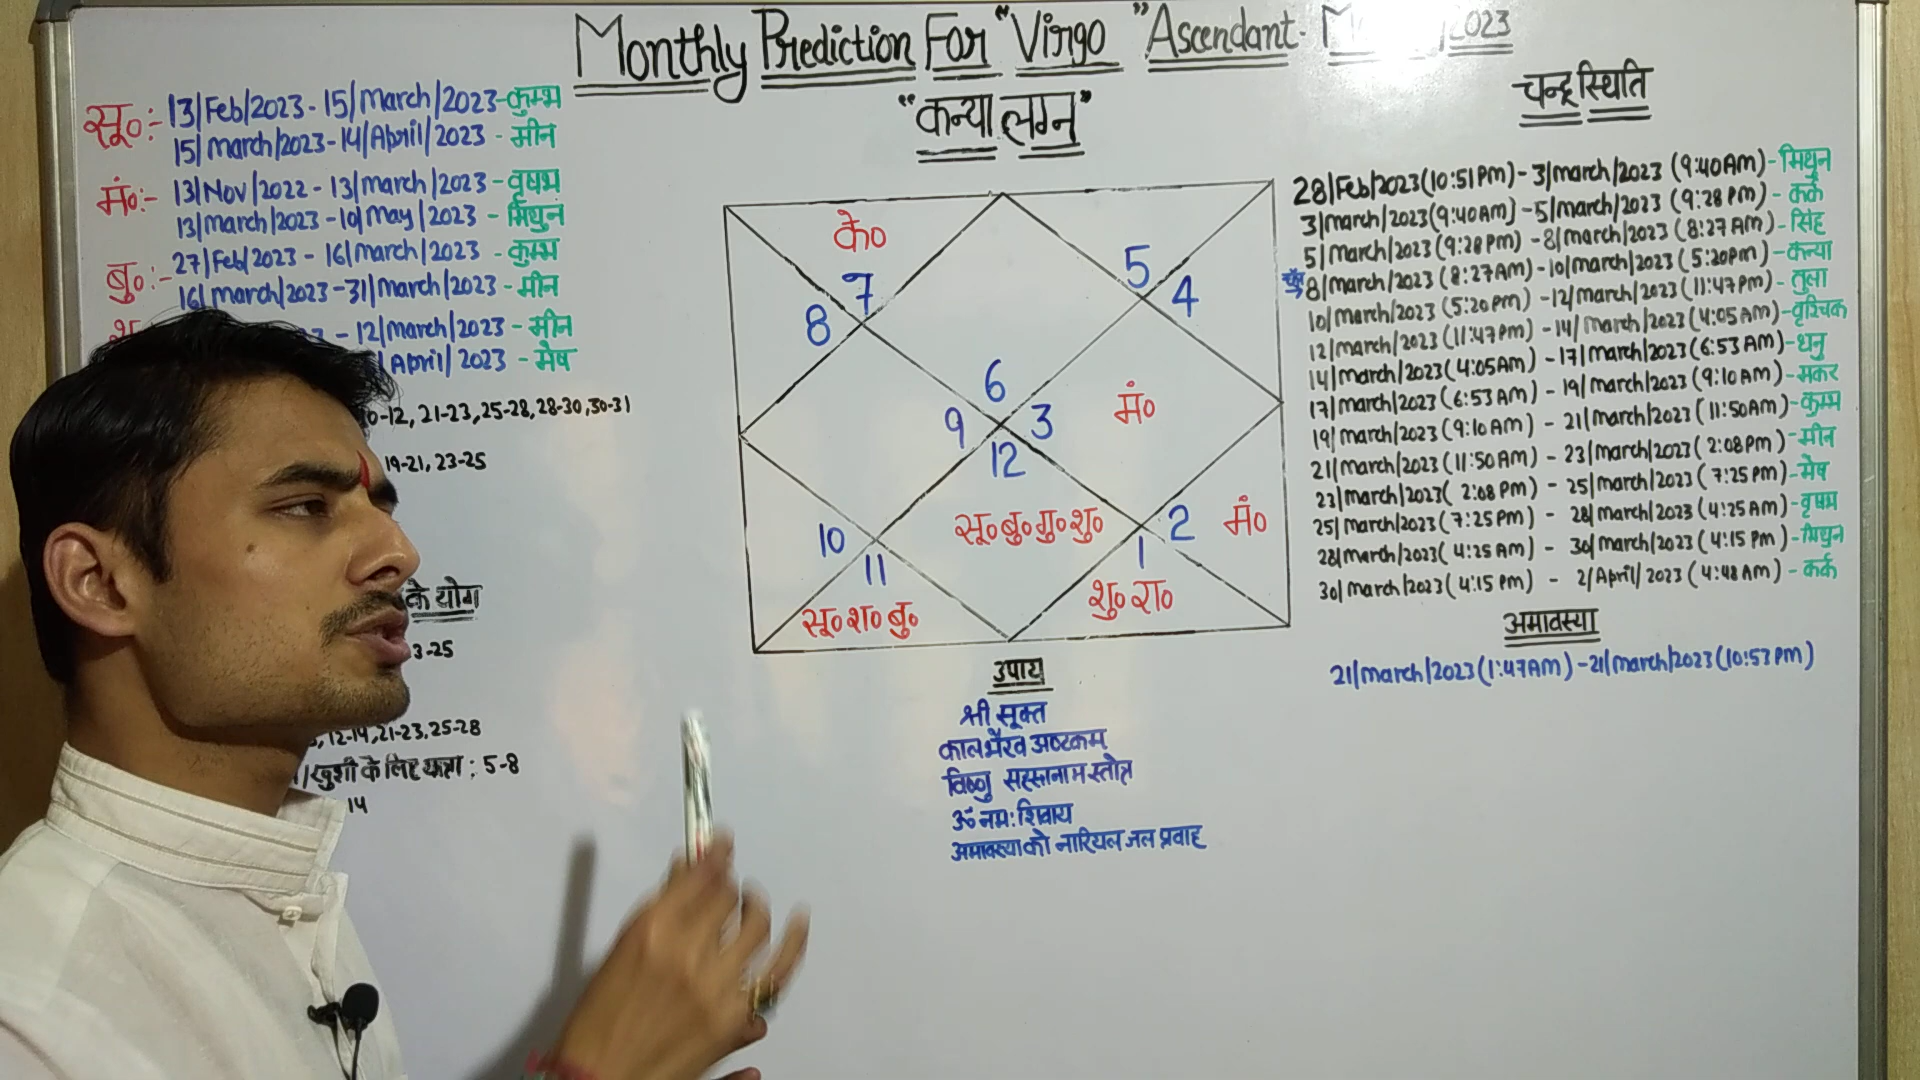 Monthly Prediction For "Virgo" Ascendant- 2023
"कन्या लग्न"
सू०:- 13/Feb/2023 - 15/March/2023 - कुम्भ
15/march/2023 - 14/April/2023 - मीन
मं०:- 13/Nov/2022 - 13/march/2023 - वृषभ
13/march/2023 - 10/May/2023 - मिथुन
बु०:- 27/Feb/2023 - 16/march/2023 - कुम्भ
16/march/2023 - 31/march/2023 - मीन
- 12/march/2023 - मीन
April/2023 - मेष
0-12, 21-23, 25-28, 28-30, 30-31
19-21, 23-25
के योग
3-25
12-14, 21-23, 25-28
/खुशी के लिए यात्रा : 5-8
14
के०
7
8
5
4
6
9
3
12
मं०
10
11
सू० बु० गु० शु०
2
मं०
1
सू० श० बु०
शु० रा०
उपाय
श्री सूक्त
कालभैरव अष्टकम्
विष्णु सहस्त्रनाम स्तोत्र
ॐ नमः शिवाय
अमावस्या को नारियल जल प्रवाह
चन्द्र स्थिति
28/Feb/2023 (10:51 Pm) - 3/march/2023 (9:40 AM) - मिथुन
3/march/2023 (9:40 AM) - 5/march/2023 (9:28 PM) - कर्क
5/March/2023 (9:28 PM) - 8/march/2023 (8:27 AM) - सिंह
8/march/2023 (8:27 AM) - 10/march/2023 (5:20 pm) - कन्या
10/march/2023 (5:20 pm) - 12/march/2023 (11:47 pm) - तुला
12/march/2023 (11:47 pm) - 14/march/2023 (4:05 AM) - वृश्चिक
14/march/2023 (4:05 AM) - 17/march/2023 (6:53 AM) - धनु
17/march/2023 (6:53 AM) - 19/march/2023 (9:10 AM) - मकर
19/march/2023 (9:10 AM) - 21/march/2023 (11:50 AM) - कुम्भ
21/march/2023 (11:50 AM) - 23/march/2023 (2:08 pm) - मीन
23/march/2023 (2:08 PM) - 25/march/2023 (7:25 PM) - मेष
25/march/2023 (7:25 PM) - 28/march/2023 (4:25 AM) - वृषभ
28/march/2023 (4:25 AM) - 30/march/2023 (4:15 PM) - मिथुन
30/march/2023 (4:15 PM) - 2/April/2023 (4:48 AM) - कर्क
अमावस्या
21/march/2023 (1:47 AM) - 21/march/2023 (10:53 PM)